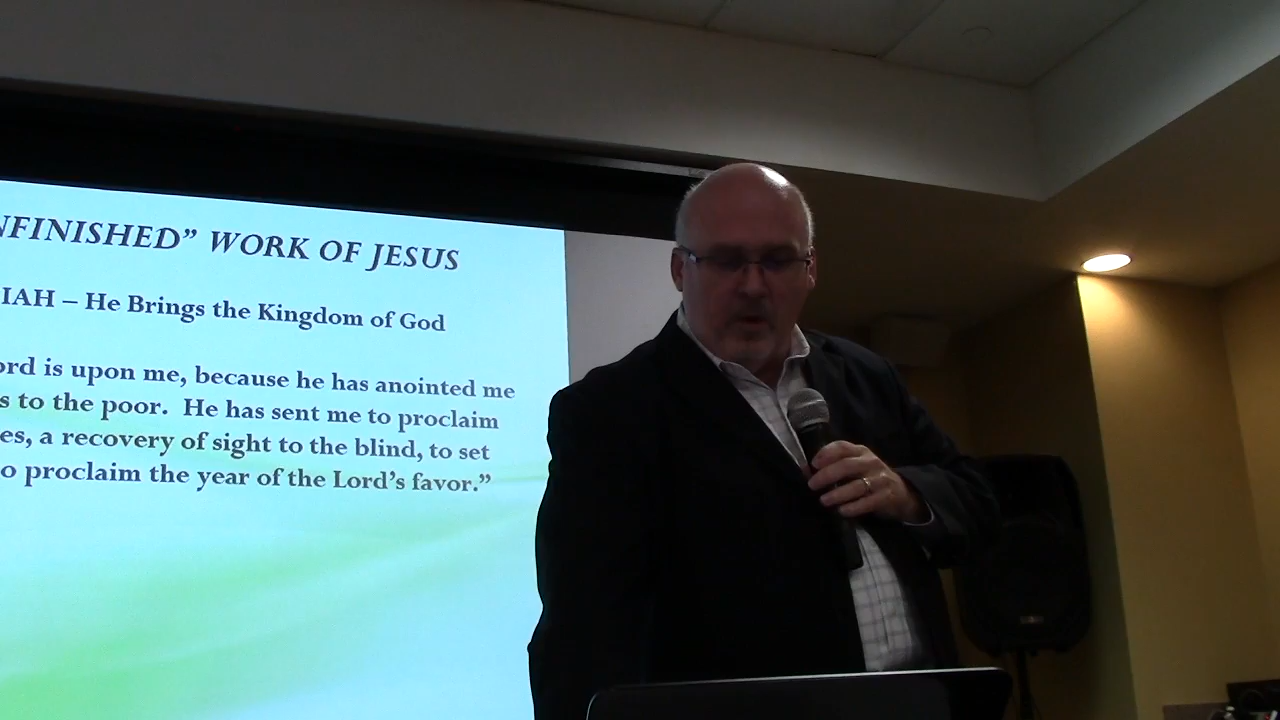 NFINISHED” WORK OF JESUS
IAH – He Brings the Kingdom of God
ord is upon me, because he has anointed me
s to the poor.  He has sent me to proclaim
es, a recovery of sight to the blind, to set
o proclaim the year of the Lord’s favor.”